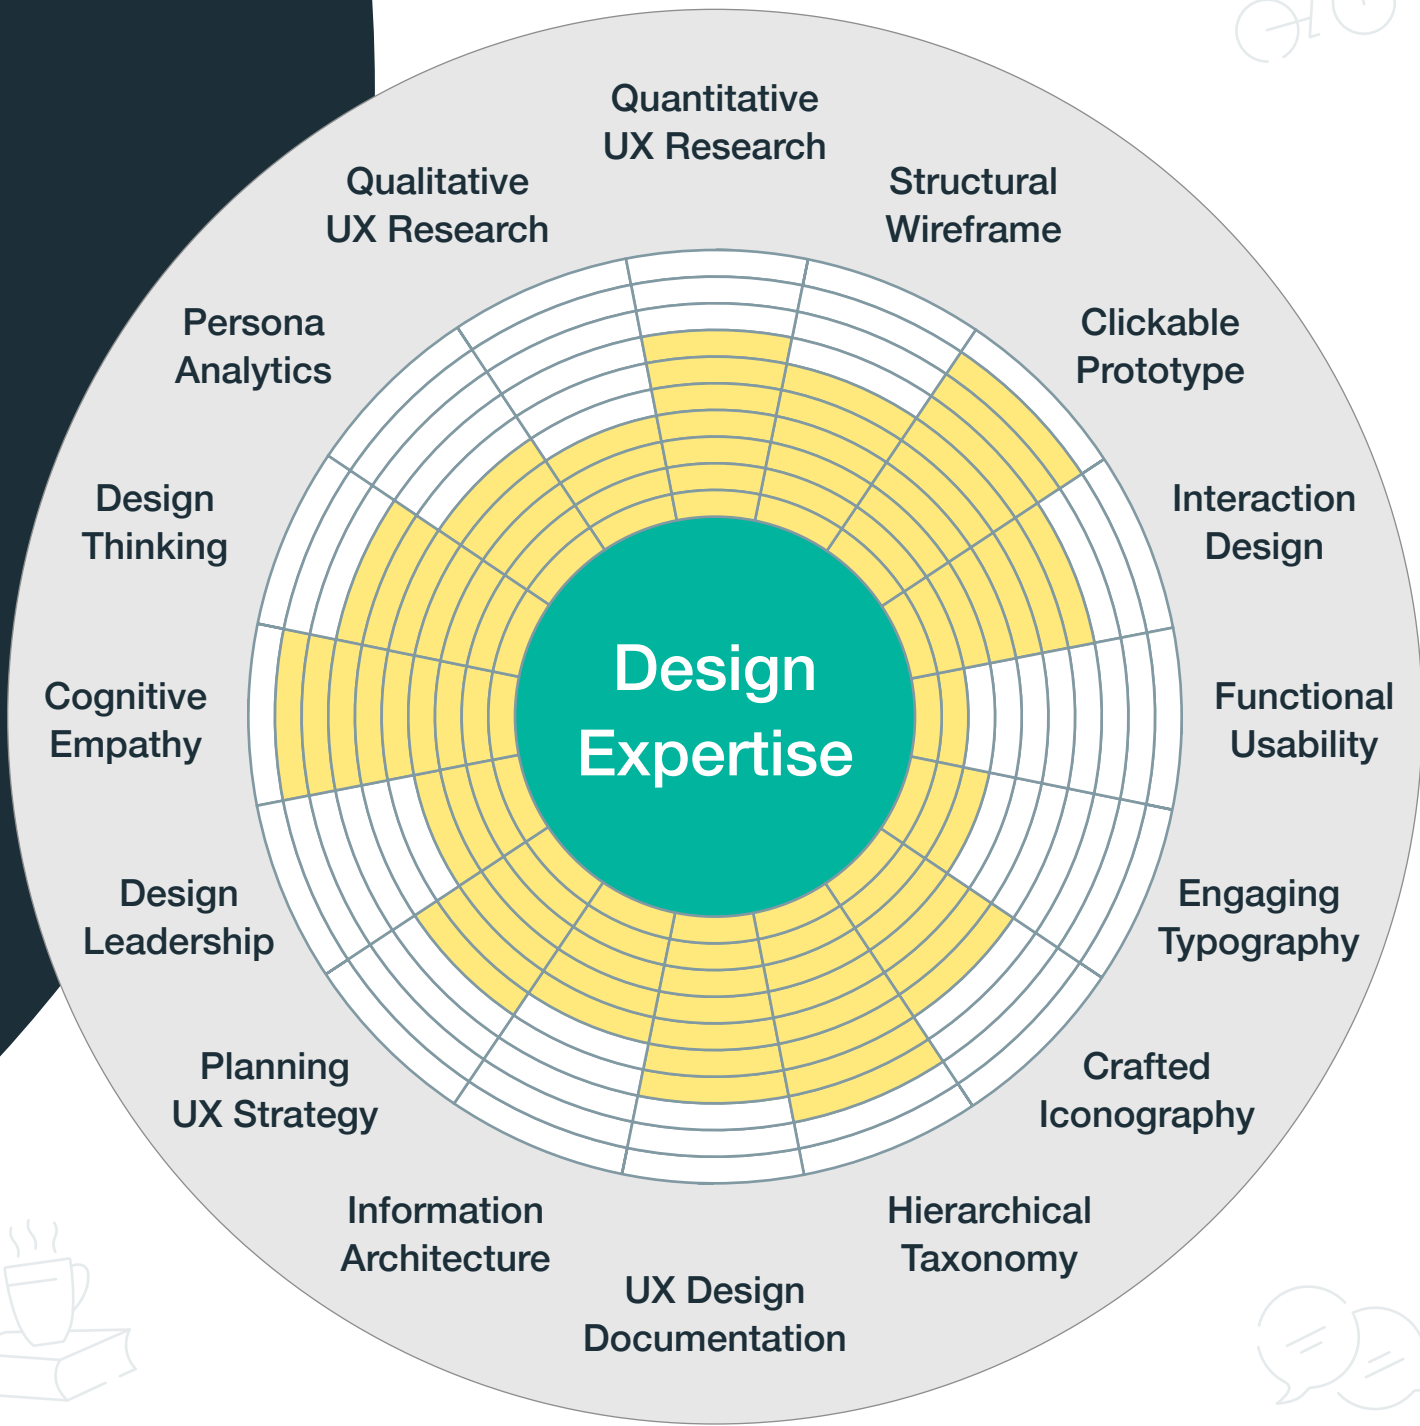 Quantitative
UX Research
Structural
Wireframe
Clickable
Prototype
Interaction
Design
Functional
Usability
Engaging
Typography
Crafted
Iconography
Hierarchical
Taxonomy
UX Design
Documentation
Information
Architecture
Planning
UX Strategy
Design
Leadership
Cognitive
Empathy
Design
Thinking
Persona
Analytics
Qualitative
UX Research
Design
Expertise